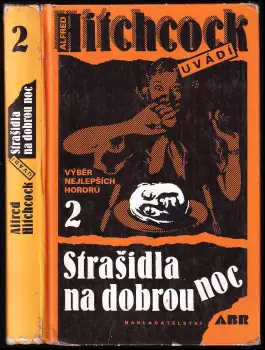 2
Alfred
Hitchcock
UVÁDÍ
Strašidla
na dobrou noc
ALFRED
Hitchcock
UVÁDÍ
VÝBĚR
NEJLEPŠÍCH
HORORŮ
2
Strašidla
na dobrou
noc
NAKLADATELSTVÍ ABR